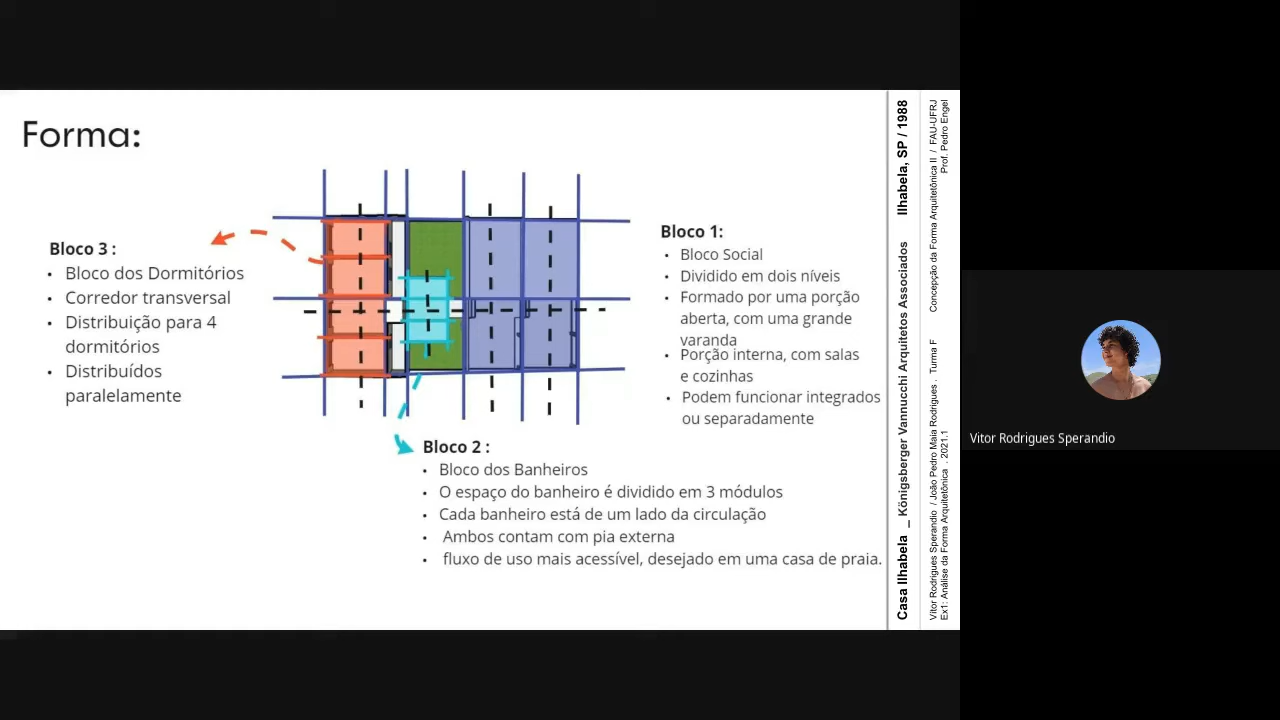 Forma:
Bloco 3 :
• Bloco dos Dormitórios
• Corredor transversal
• Distribuição para 4
dormitórios
• Distribuídos
paralelamente
Bloco 1:
• Bloco Social
• Dividido em dois níveis
• Formado por uma porção
aberta, com uma grande
varanda
• Porção interna, com salas
e cozinhas
• Podem funcionar integrados
ou separadamente
Bloco 2 :
• Bloco dos Banheiros
• O espaço do banheiro é dividido em 3 módulos
• Cada banheiro está de um lado da circulação
• Ambos contam com pia externa
• fluxo de uso mais acessível, desejado em uma casa de praia.
Casa Ilhabela _ Königsberger Vannucchi Arquitetos Associados Ilhabela, SP / 1988
Vitor Rodrigues Sperandio / João Pedro Maia Rodrigues . Turma F Concepção da Forma Arquitetônica II / FAU-UFRJ
Ex1: Análise da Forma Arquitetônica . 2021.1 Prof. Pedro Engel
Vitor Rodrigues Sperandio